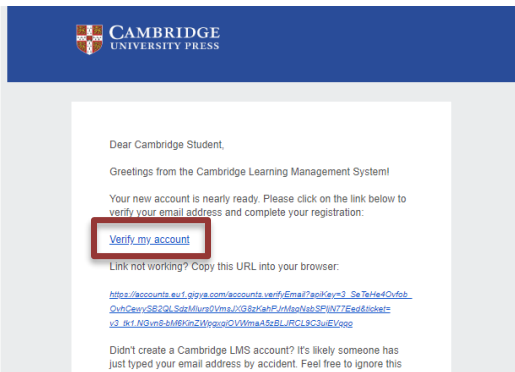 CAMBRIDGE
UNIVERSITY PRESS
Dear Cambridge Student,
Greetings from the Cambridge Learning Management System!
Your new account is nearly ready. Please click on the link below to
verify your email address and complete your registration:
Verify my account
Link not working? Copy this URL into your browser:
https://accounts.eu1.gigya.com/accounts.verifyEmail?apiKey=3_SeTeHe4Ovfob_
Didn't create a Cambridge LMS account? It's likely someone has
just typed your email address by accident. Feel free to ignore this